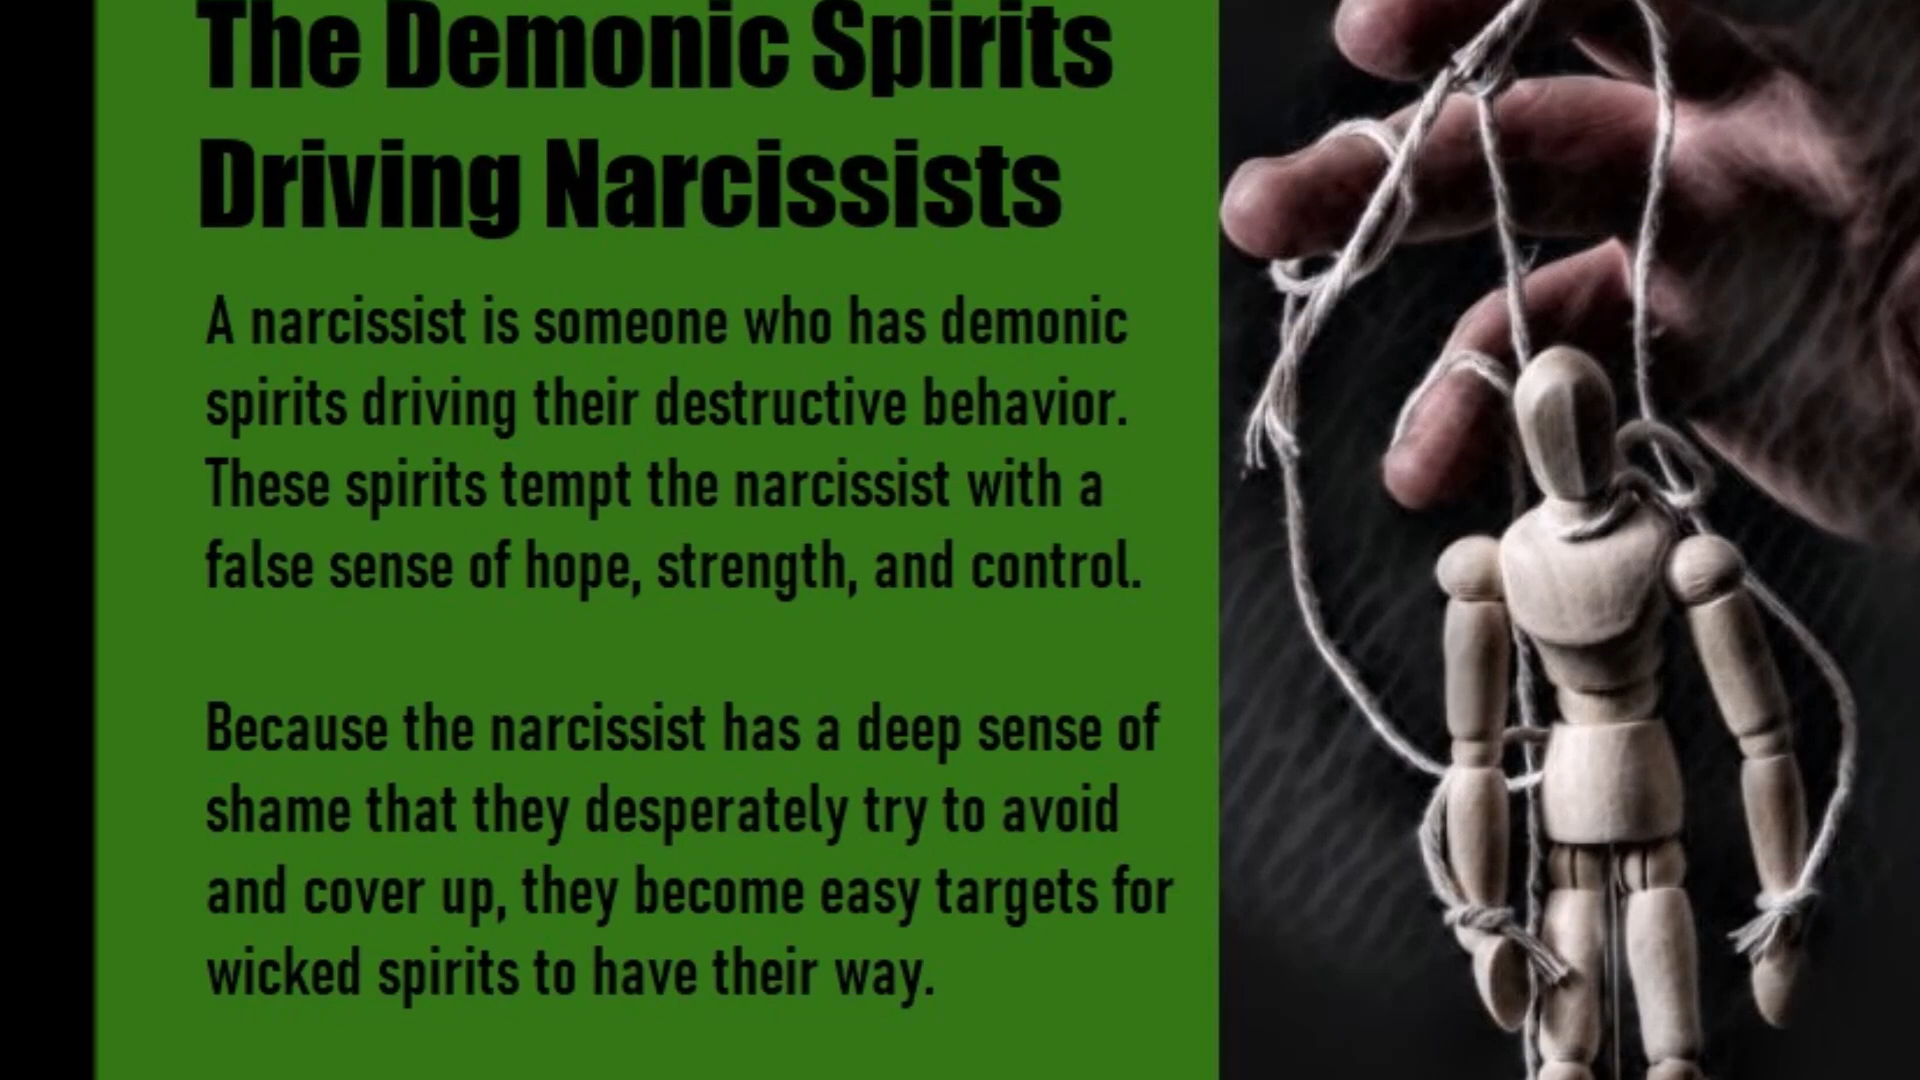 The Demonic Spirits
Driving Narcissists
A narcissist is someone who has demonic
spirits driving their destructive behavior.
These spirits tempt the narcissist with a
false sense of hope, strength, and control.
Because the narcissist has a deep sense of
shame that they desperately try to avoid
and cover up, they become easy targets for
wicked spirits to have their way.